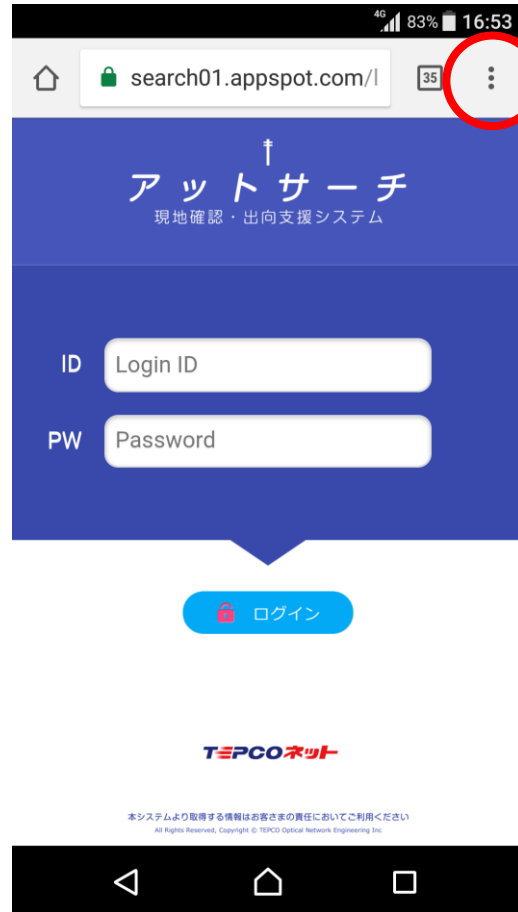 4G 83% 16:53
search01.appspot.com/l 35
アットサーチ
現地確認・出向支援システム
ID Login ID
PW Password
ログイン
TEPCOネット
本システムより取得する情報はお客さまの責任においてご利用ください
All Rights Reserved, Copyright © TEPCO Optical Network Engineering Inc